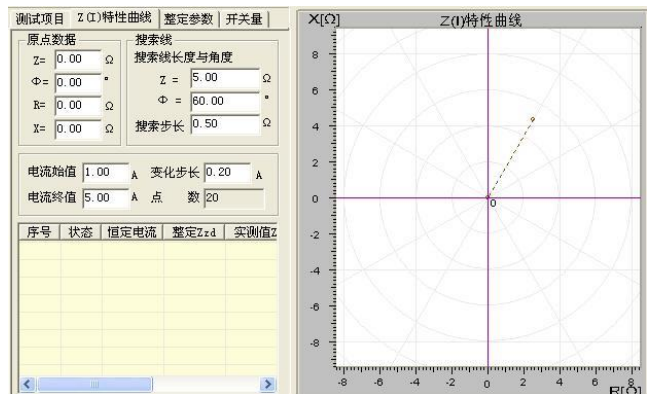 测试项目 Z(I)特性曲线 整定参数 开关量
原点数据
Z= 0.00 Ω
Φ= 0.00 °
R= 0.00 Ω
X= 0.00 Ω
搜索线
搜索线长度与角度
Z = 5.00 Ω
Φ = 60.00 °
搜索步长 0.50 Ω
电流始值 1.00 A 变化步长 0.20 A
电流终值 5.00 A 点 数 20
序号 状态 恒定电流 整定Zzd 实测值Z
X[Ω] Z(I)特性曲线
8
6
4
2
0
-2
-4
-6
-8
0
-8 -6 -4 -2 0 2 4 6 8
R[Ω]